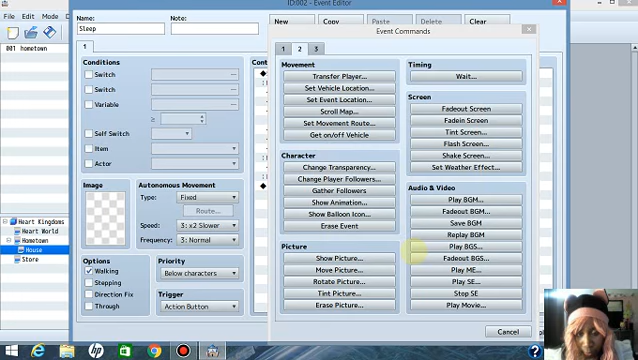 ID:002 - Event Editor
File Edit M
001 hometown
Name:
Sleep
Note:
New Copy Paste Delete Clear
1
Conditions
Switch
Switch
Variable
≥
Self Switch
Item
Actor
Image
Autonomous Movement
Type: Fixed
Route...
Speed: 3: x2 Slower
Frequency: 3: Normal
Options
Walking
Stepping
Direction Fix
Through
Priority
Below characters
Trigger
Action Button
Heart Kingdoms
Heart World
Hometown
House
Store
Event Commands
1 2 3
Movement
Transfer Player...
Set Vehicle Location...
Set Event Location...
Scroll Map...
Set Movement Route...
Get on/off Vehicle
Character
Change Transparency...
Change Player Followers...
Gather Followers
Show Animation...
Show Balloon Icon...
Erase Event
Picture
Show Picture...
Move Picture...
Rotate Picture...
Tint Picture...
Erase Picture...
Timing
Wait...
Screen
Fadeout Screen
Fadein Screen
Tint Screen...
Flash Screen...
Shake Screen...
Set Weather Effect...
Audio & Video
Play BGM...
Fadeout BGM...
Save BGM
Replay BGM
Play BGS...
Fadeout BGS...
Play ME...
Play SE...
Stop SE
Play Movie...
Cancel